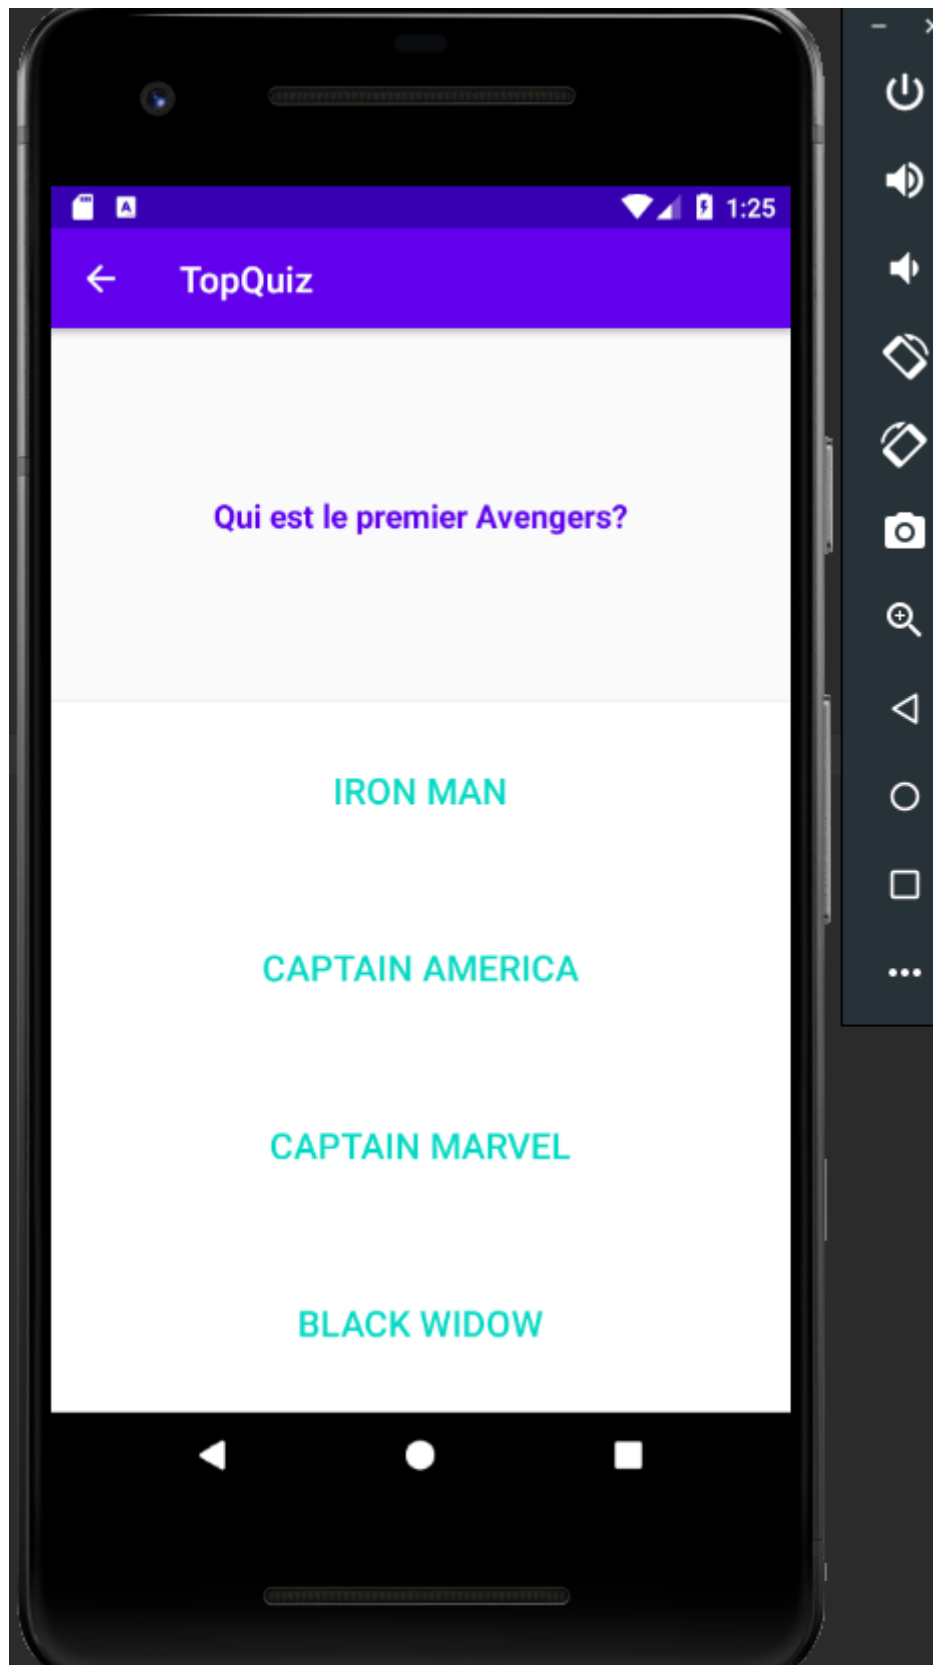 1:25
TopQuiz
Qui est le premier Avengers?
IRON MAN
CAPTAIN AMERICA
CAPTAIN MARVEL
BLACK WIDOW